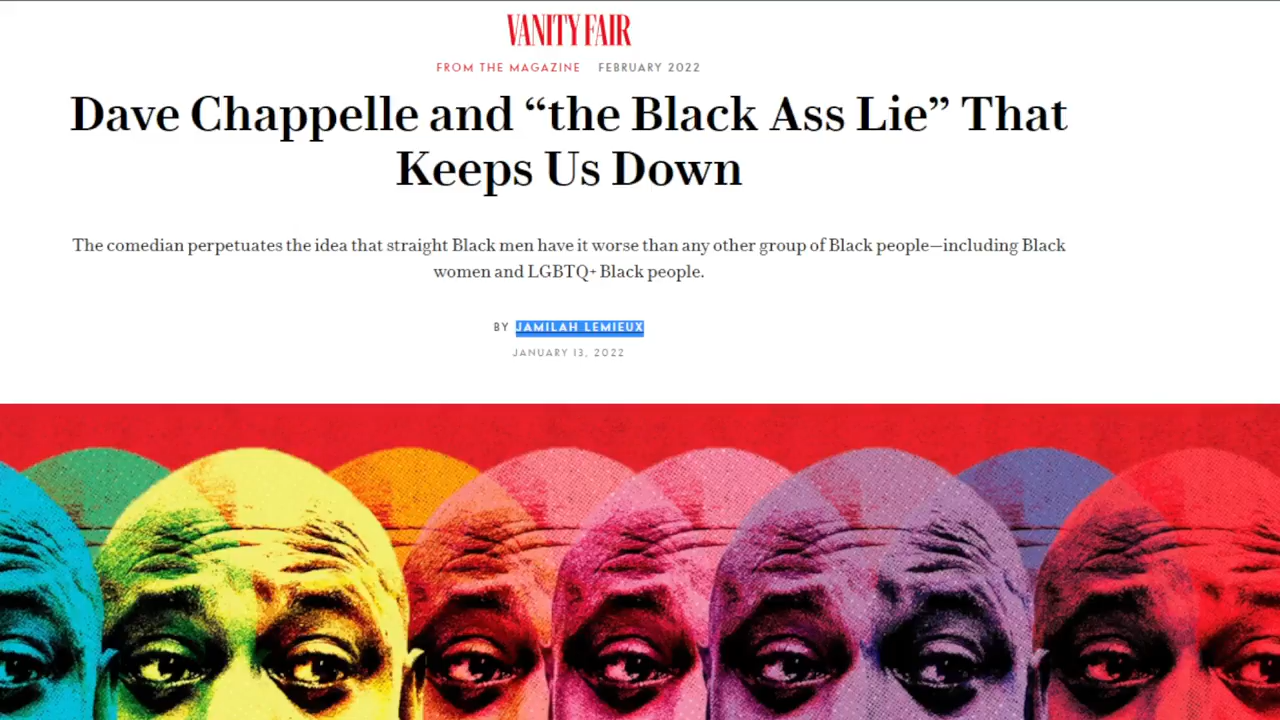 VANITY FAIR
FROM THE MAGAZINE FEBRUARY 2022
Dave Chappelle and “the Black Ass Lie” That
Keeps Us Down
The comedian perpetuates the idea that straight Black men have it worse than any other group of Black people—including Black
women and LGBTQ+ Black people.
BY JAMILAH LEMIEUX
JANUARY 13, 2022